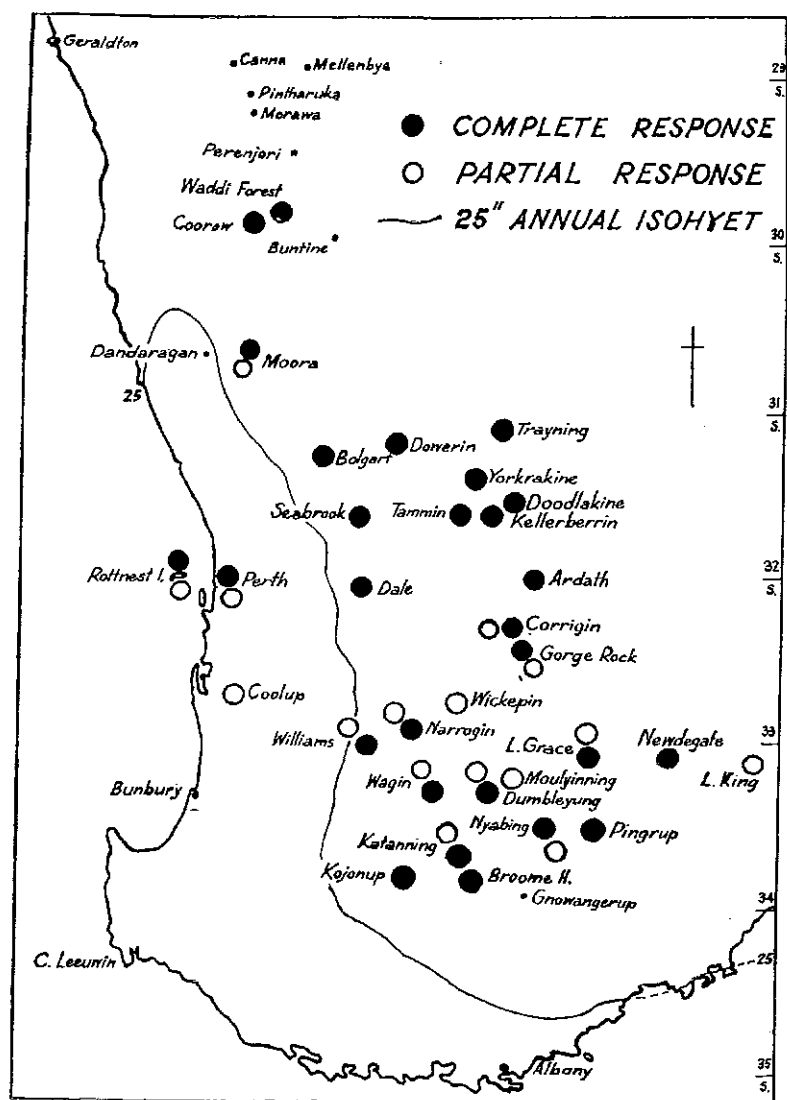 Geraldton
Canna
Mellenbye
29
S.
Pintharuka
Morawa
COMPLETE RESPONSE
Perenjori
PARTIAL RESPONSE
Waddi Forest
Coorow
25" ANNUAL ISOHYET
Buntine
30
S.
Dandaragan
Moora
25
31
S.
Trayning
Dowerin
Bolgart
Yorkrakine
Doodlakine
Seabrook
Tammin
Kellerberrin
32
S.
Rottnest I.
Perth
Dale
Ardath
Corrigin
Gorge Rock
Coolup
Wickepin
Williams
Narrogin
L. Grace
Newdegate
33
S.
L. King
Bunbury
Wagin
Moulyinning
Dumbleyung
Nyabing
Pingrup
Katanning
Kojonup
Broome H.
Gnowangerup
34
S.
C. Leeuwin
25
Albany
35
S.